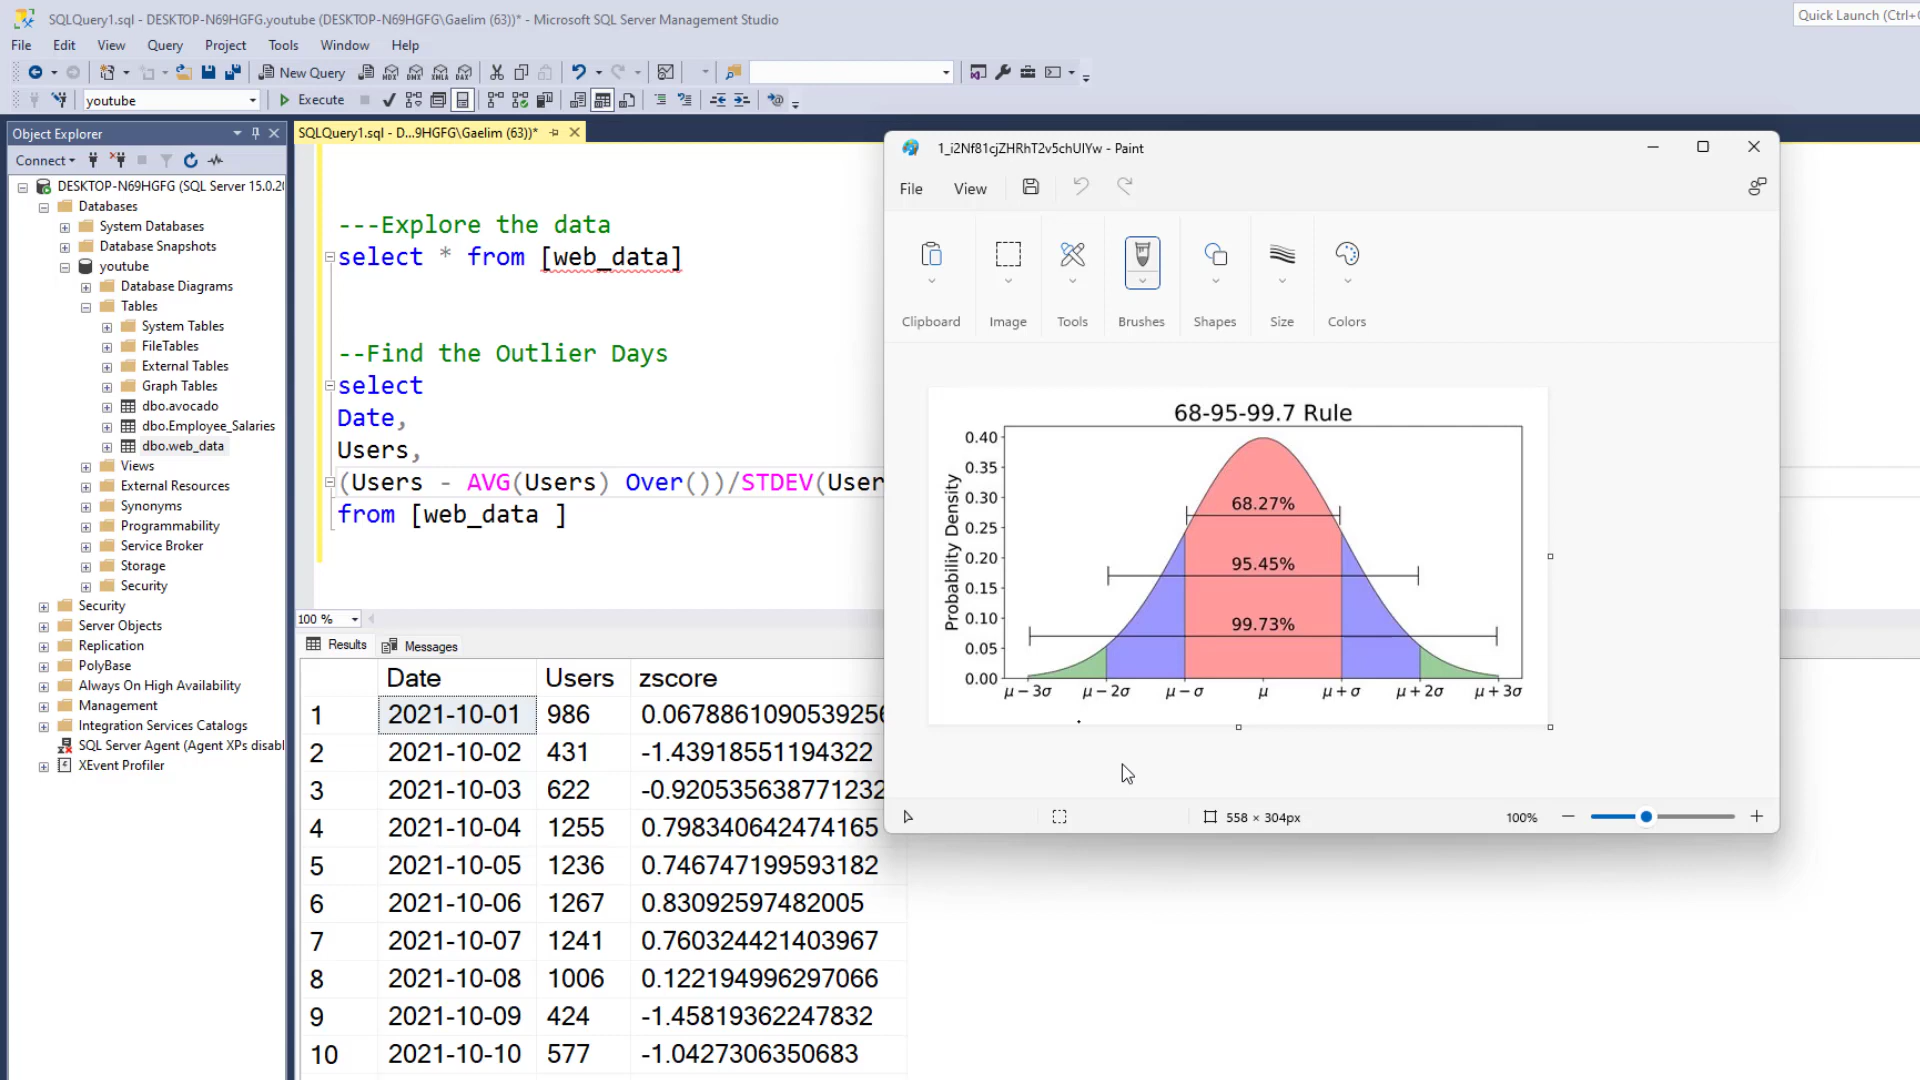 SQLQuery1.sql - DESKTOP-N69HGFG.youtube (DESKTOP-N69HGFG\Gaelim (63))* - Microsoft SQL Server Management Studio
Quick Launch (Ctrl+
File Edit View Query Project Tools Window Help
New Query
youtube
Execute
Object Explorer
Connect
DESKTOP-N69HGFG (SQL Server 15.0.20
Databases
System Databases
Database Snapshots
youtube
Database Diagrams
Tables
System Tables
FileTables
External Tables
Graph Tables
dbo.avocado
dbo.Employee_Salaries
dbo.web_data
Views
External Resources
Synonyms
Programmability
Service Broker
Storage
Security
Security
Server Objects
Replication
PolyBase
Always On High Availability
Management
Integration Services Catalogs
SQL Server Agent (Agent XPs disabl
XEvent Profiler
SQLQuery1.sql - D...9HGFG\Gaelim (63))*
---Explore the data
select * from [web_data]
--Find the Outlier Days
select
Date,
Users,
(Users - AVG(Users) Over())/STDEV(User
from [web_data ]
100 %
Results Messages
Date Users zscore
1 2021-10-01 986 0.0678861090539256
2 2021-10-02 431 -1.43918551194322
3 2021-10-03 622 -0.920535638771232
4 2021-10-04 1255 0.798340642474165
5 2021-10-05 1236 0.746747199593182
6 2021-10-06 1267 0.83092597482005
7 2021-10-07 1241 0.760324421403967
8 2021-10-08 1006 0.122194996297066
9 2021-10-09 424 -1.45819362247832
10 2021-10-10 577 -1.0427306350683
1_i2Nf81cjZHRhT2v5chUIYw - Paint
File View
Clipboard Image Tools Brushes Shapes Size Colors
68-95-99.7 Rule
Probability Density
0.40
0.35
0.30
0.25
0.20
0.15
0.10
0.05
0.00
68.27%
95.45%
99.73%
μ − 3σ μ − 2σ μ − σ μ μ + σ μ + 2σ μ + 3σ
558 × 304px
100%